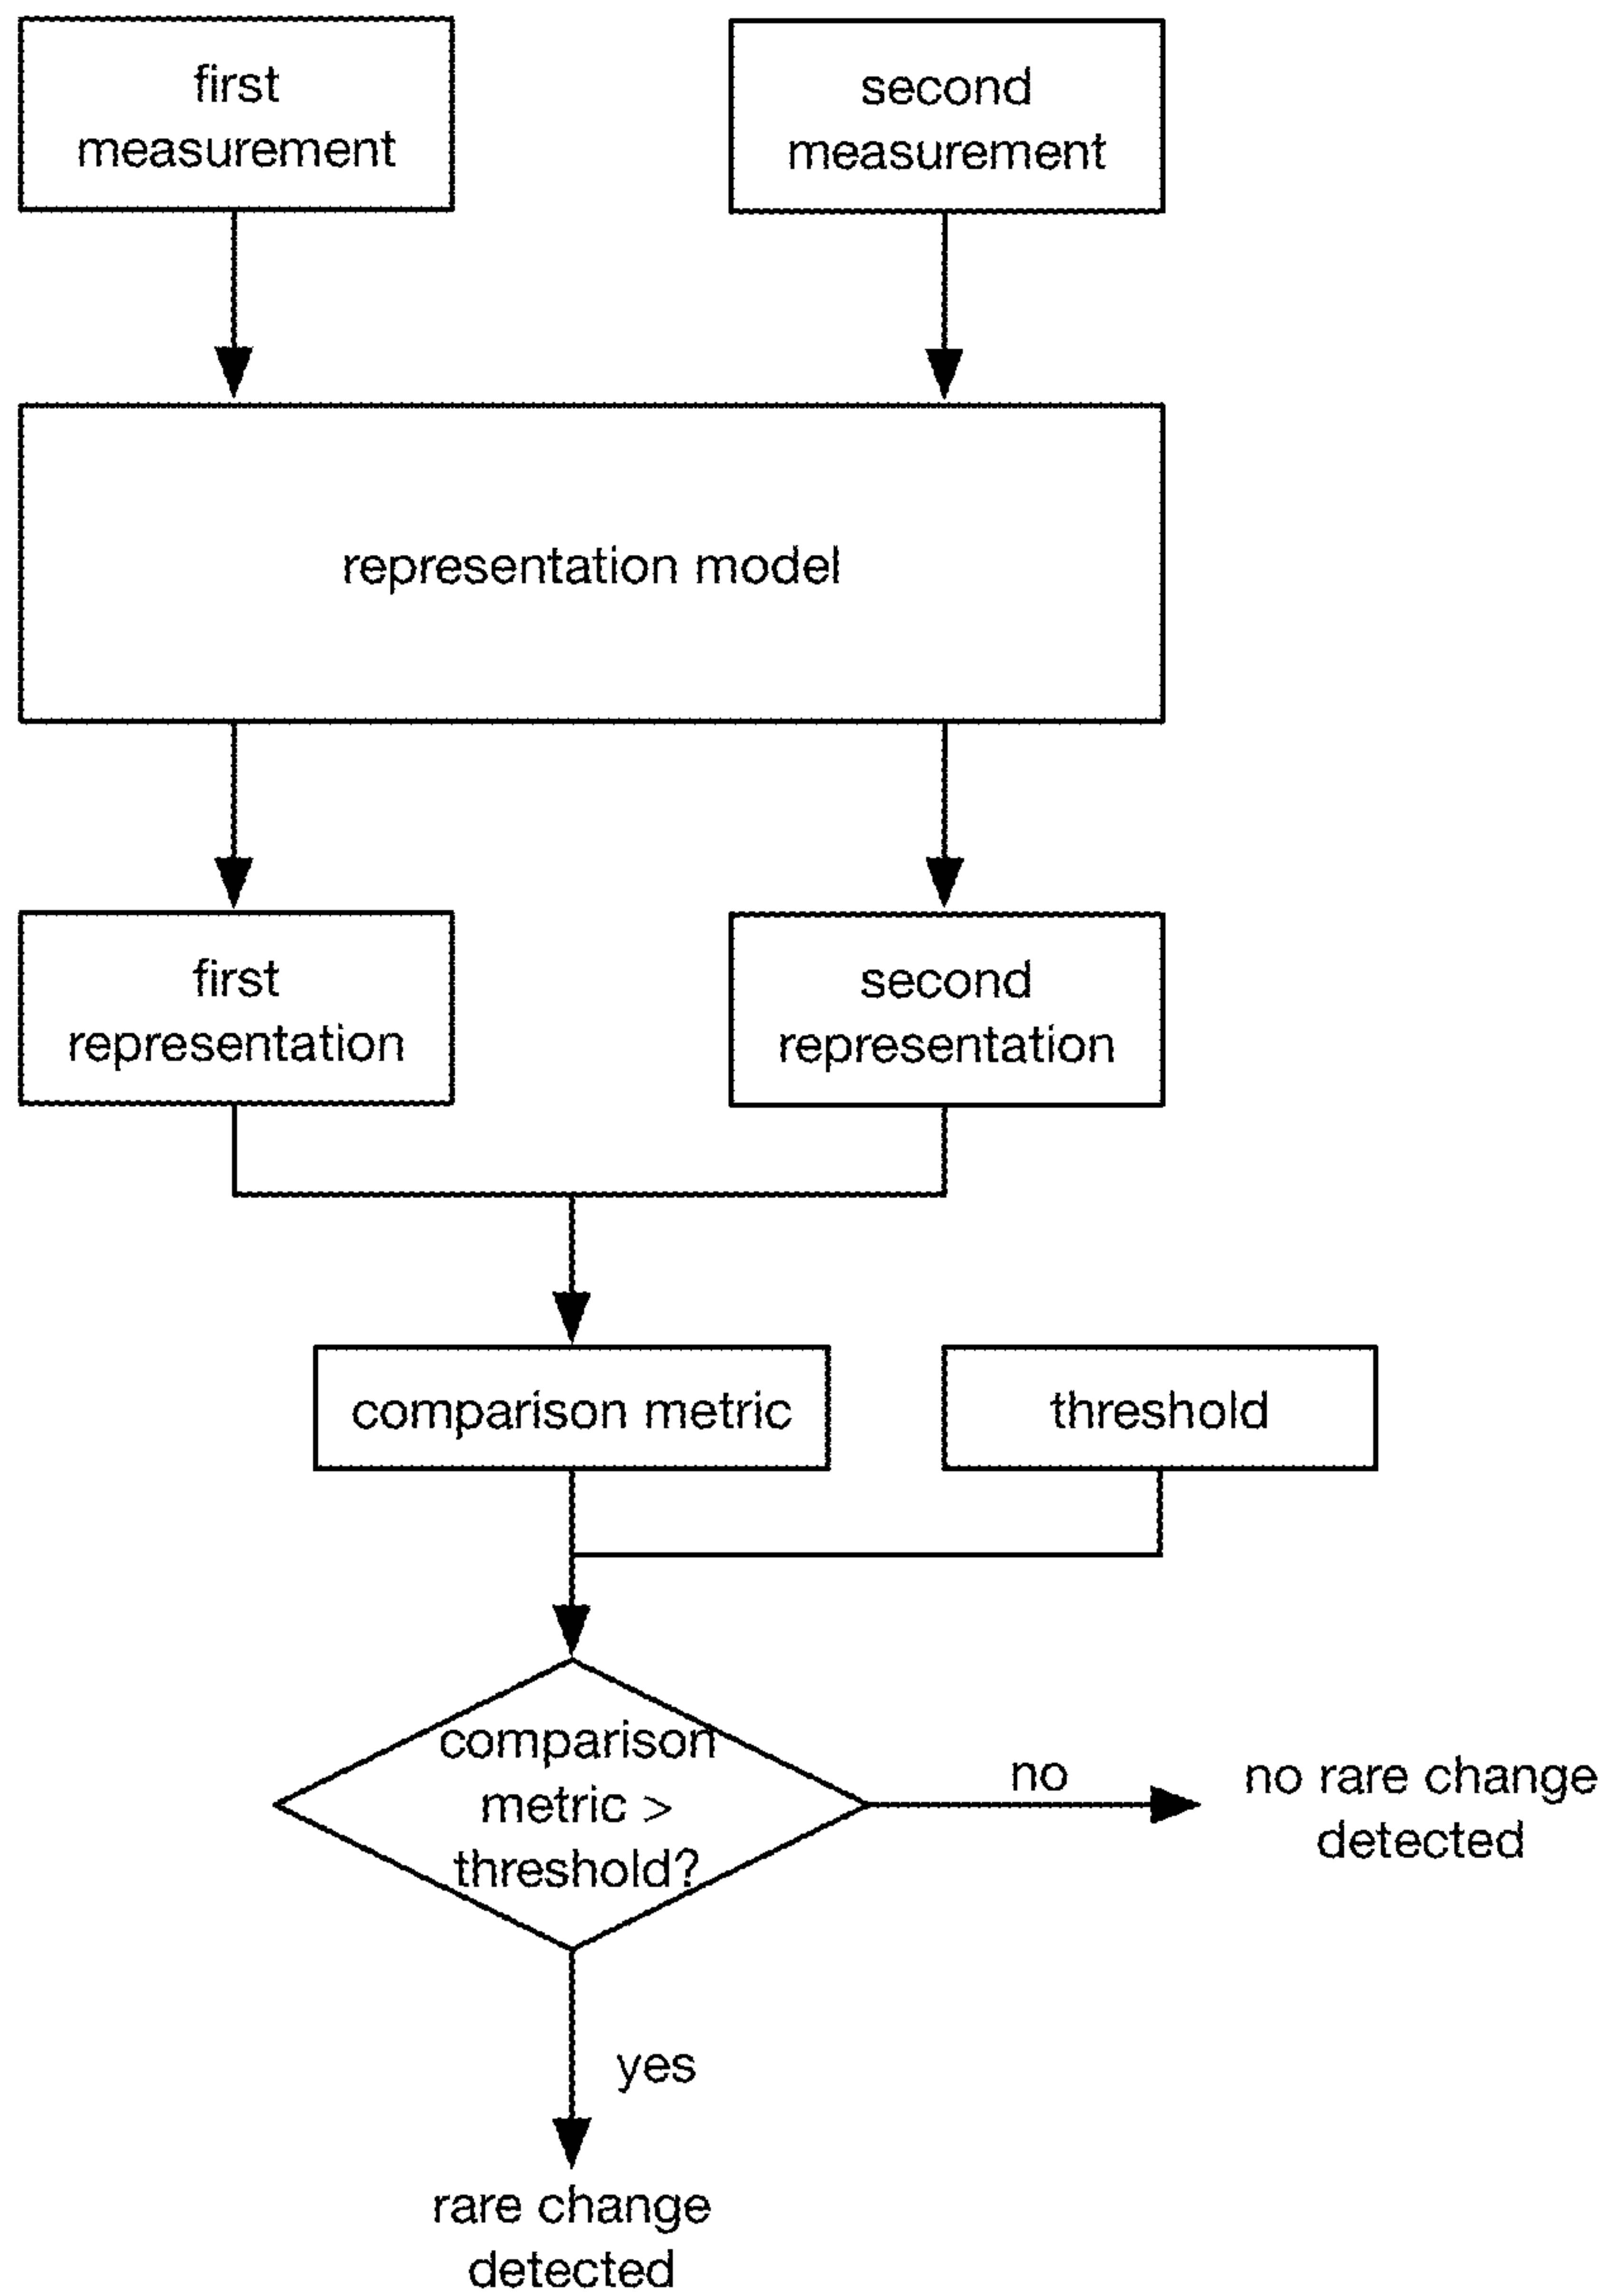 first
measurement
second
measurement
representation model
first
representation
second
representation
comparison metric
threshold
comparison
metric >
threshold?
no
no rare change
detected
yes
rare change
detected